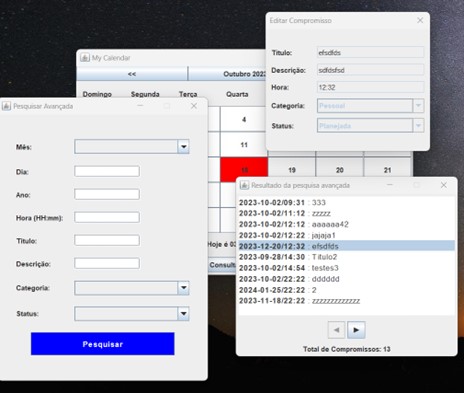 Editar Compromisso
Título: efsdfds
Descrição: sdfdsfsd
Hora: 12:32
Categoria: Pessoal
Status: Planejada
My Calendar
<< Outubro 2023
Domingo Segunda Terça Quarta
4
11
18 19 20 21
Hoje é 03
Consult
Pesquisar Avançada
Mês:
Dia:
Ano:
Hora (HH:mm):
Título:
Descrição:
Categoria:
Status:
Pesquisar
Resultado da pesquisa avançada
2023-10-02/09:31 : 333
2023-10-02/11:12 : zzzzz
2023-10-02/12:12 : aaaaaa42
2023-10-02/12:22 : jajaja1
2023-12-20/12:32 : efsdfds
2023-09-28/14:30 : Titulo2
2023-10-02/14:54 : testes3
2023-10-02/22:22 : dddddd
2024-01-25/22:22 : 2
2023-11-18/22:22 : zzzzzzzzzzzzz
Total de Compromissos: 13